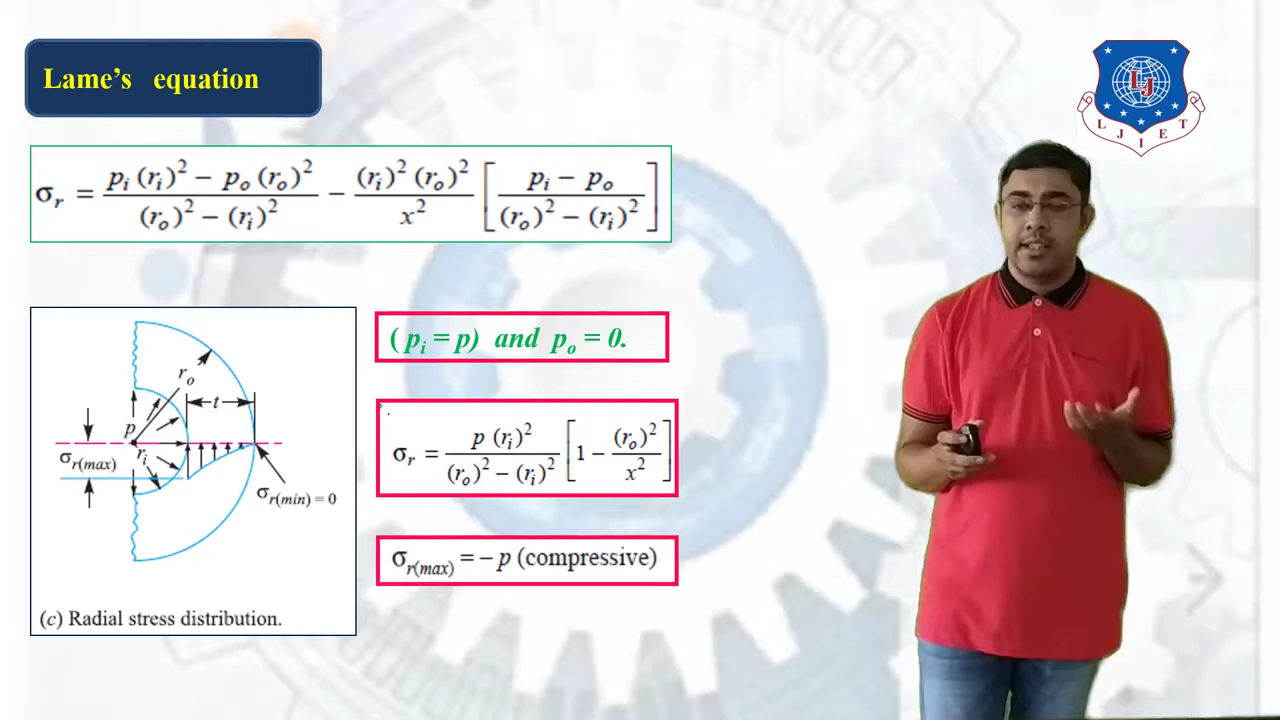 Lame's equation
L J
L J I E T
σr = pi (ri)² − po (ro)² / (ro)² − (ri)² − (ri)² (ro)² / x² [ pi − po / (ro)² − (ri)² ]
ro
t
p
ri
σr(max)
σr(min) = 0
(c) Radial stress distribution.
( pi = p) and po = 0.
σr = p (ri)² / (ro)² − (ri)² [ 1 − (ro)² / x² ]
σr(max) = − p (compressive)